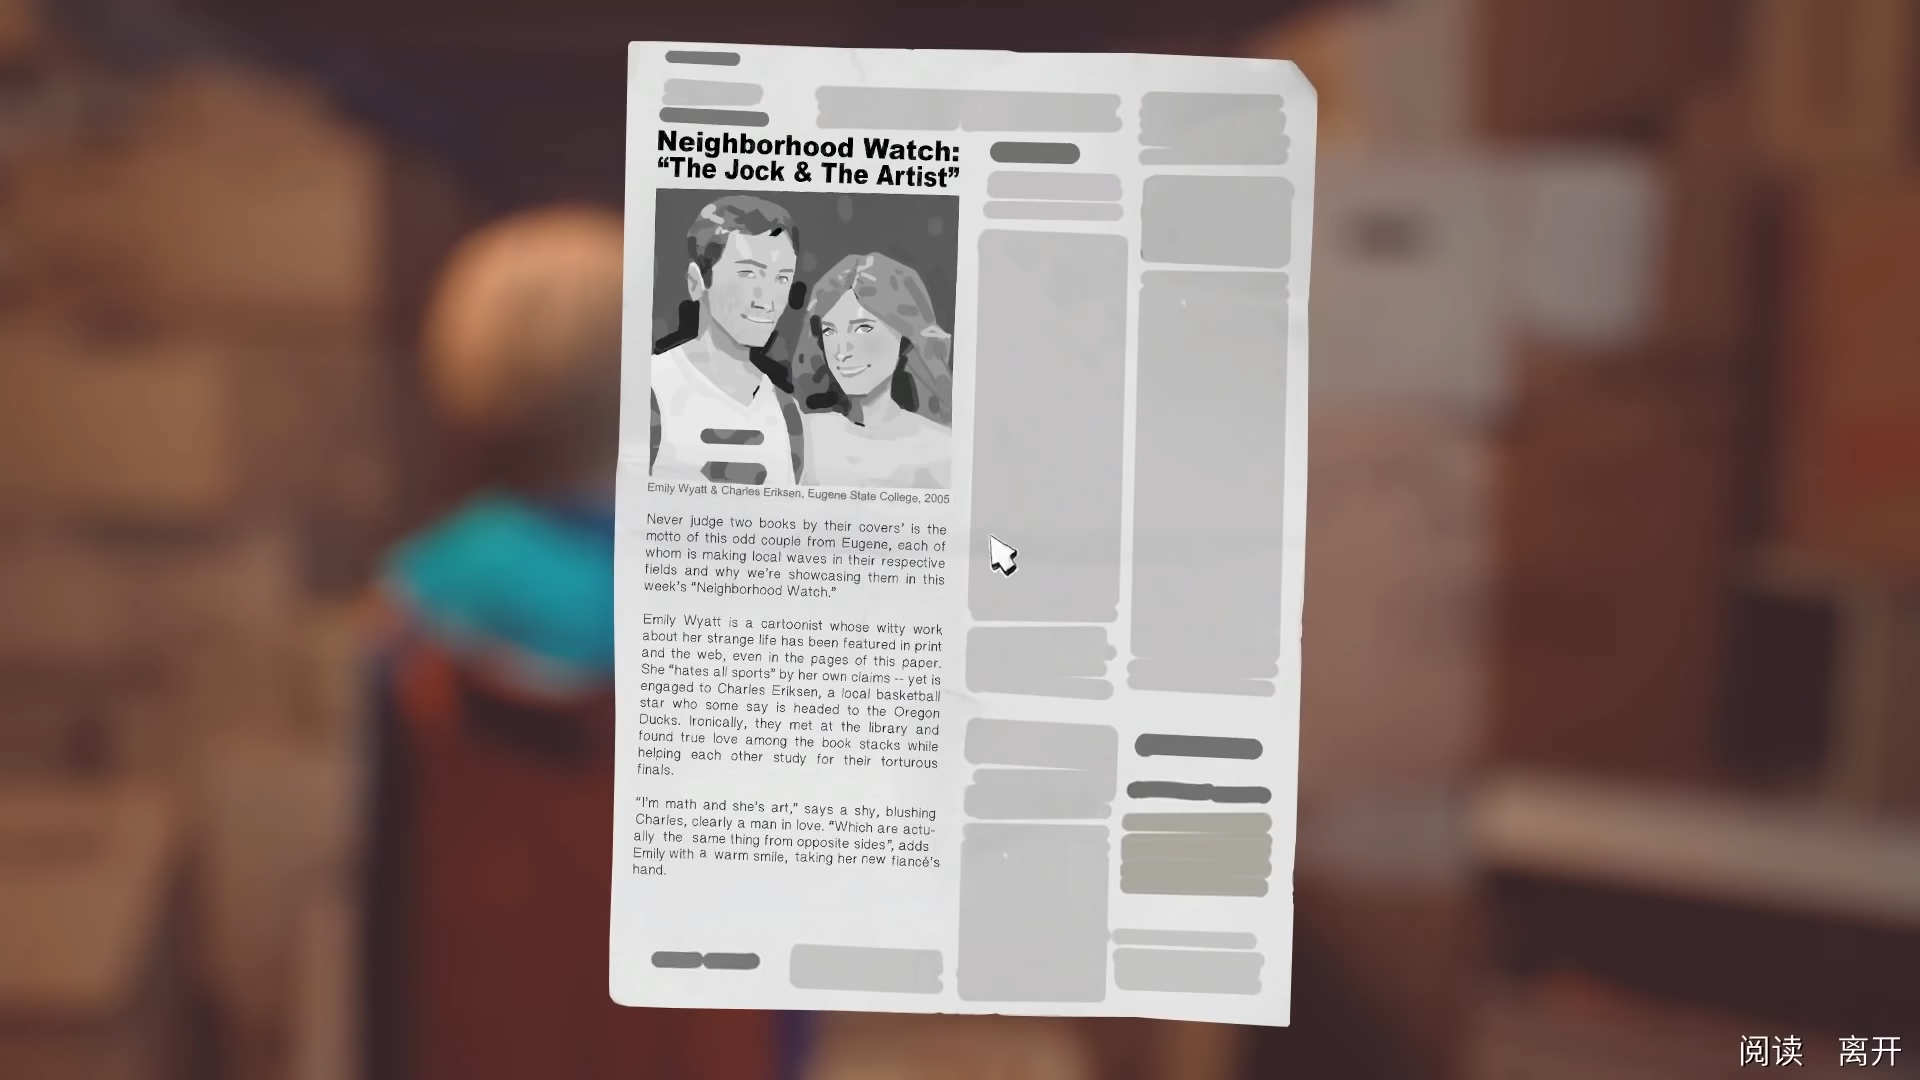 Neighborhood Watch:
“The Jock & The Artist”
Emily Wyatt & Charles Eriksen, Eugene State College, 2005
Never judge two books by their covers’ is the
motto of this odd couple from Eugene, each of
whom is making local waves in their respective
fields and why we’re showcasing them in this
week’s “Neighborhood Watch.”
Emily Wyatt is a cartoonist whose witty work
about her strange life has been featured in print
and the web, even in the pages of this paper.
She “hates all sports” by her own claims -- yet is
engaged to Charles Eriksen, a local basketball
star who some say is headed to the Oregon
Ducks. Ironically, they met at the library and
found true love among the book stacks while
helping each other study for their torturous
finals.
“I’m math and she’s art,” says a shy, blushing
Charles, clearly a man in love. “Which are actu-
ally the same thing from opposite sides”, adds
Emily with a warm smile, taking her new fiancé’s
hand.
阅读 离开